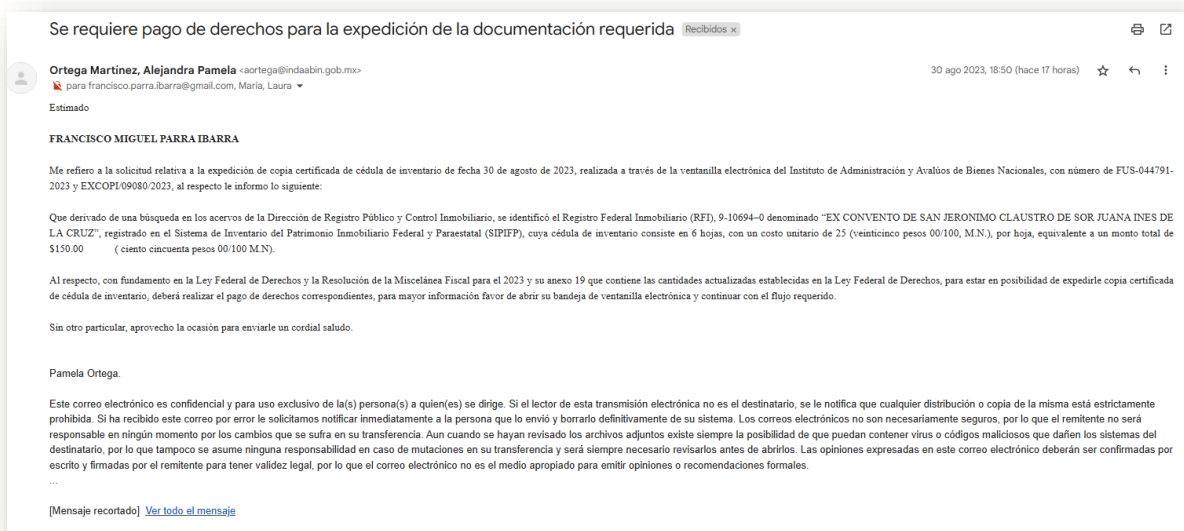 Se requiere pago de derechos para la expedición de la documentación requerida Recibidos x
Ortega Martínez, Alejandra Pamela <aortega@indaabin.gob.mx> 30 ago 2023, 18:50 (hace 17 horas)
para francisco.parra.ibarra@gmail.com, María, Laura
Estimado
FRANCISCO MIGUEL PARRA IBARRA
Me refiero a la solicitud relativa a la expedición de copia certificada de cédula de inventario de fecha 30 de agosto de 2023, realizada a través de la ventanilla electrónica del Instituto de Administración y Avalúos de Bienes Nacionales, con número de FUS-044791-
2023 y EXCOPI/09080/2023, al respecto le informo lo siguiente:
Que derivado de una búsqueda en los acervos de la Dirección de Registro Público y Control Inmobiliario, se identificó el Registro Federal Inmobiliario (RFI), 9-10694–0 denominado “EX CONVENTO DE SAN JERONIMO CLAUSTRO DE SOR JUANA INES DE
LA CRUZ”, registrado en el Sistema de Inventario del Patrimonio Inmobiliario Federal y Paraestatal (SIPIFP), cuya cédula de inventario consiste en 6 hojas, con un costo unitario de 25 (veinticinco pesos 00/100, M.N.), por hoja, equivalente a un monto total de
$150.00 ( ciento cincuenta pesos 00/100 M.N).
Al respecto, con fundamento en la Ley Federal de Derechos y la Resolución de la Miscelánea Fiscal para el 2023 y su anexo 19 que contiene las cantidades actualizadas establecidas en la Ley Federal de Derechos, para estar en posibilidad de expedirle copia certificada
de cédula de inventario, deberá realizar el pago de derechos correspondientes, para mayor información favor de abrir su bandeja de ventanilla electrónica y continuar con el flujo requerido.
Sin otro particular, aprovecho la ocasión para enviarle un cordial saludo.
Pamela Ortega.
Este correo electrónico es confidencial y para uso exclusivo de la(s) persona(s) a quien(es) se dirige. Si el lector de esta transmisión electrónica no es el destinatario, se le notifica que cualquier distribución o copia de la misma está estrictamente
prohibida. Si ha recibido este correo por error le solicitamos notificar inmediatamente a la persona que lo envió y borrarlo definitivamente de su sistema. Los correos electrónicos no son necesariamente seguros, por lo que el remitente no será
responsable en ningún momento por los cambios que se sufra en su transferencia. Aun cuando se hayan revisado los archivos adjuntos existe siempre la posibilidad de que puedan contener virus o códigos maliciosos que dañen los sistemas del
destinatario, por lo que tampoco se asume ninguna responsabilidad en caso de mutaciones en su transferencia y será siempre necesario revisarlos antes de abrirlos. Las opiniones expresadas en este correo electrónico deberán ser confirmadas por
escrito y firmadas por el remitente para tener validez legal, por lo que el correo electrónico no es el medio apropiado para emitir opiniones o recomendaciones formales.
...
[Mensaje recortado] Ver todo el mensaje